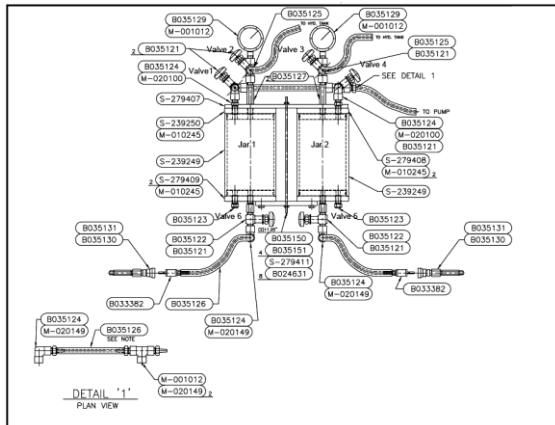 B035129
M-001012
B035125
TO HYD. TANK
B035129
M-001012
TO HYD. TANK
2 B035121
Valve 2
Valve 3
B035125
B035121
B035124
M-020100
Valve1
2 B035127
Valve 4
SEE DETAIL 1
S-279407
TO PUMP
S-239250
M-010245
B035124
M-020100
B035121
Jar 1
Jar 2
S-239249
S-279408
M-010245 2
2 S-279409
M-010245
S-239249
B035123
Valve 6
Valve 5
B035123
B035122
B035121
B035150
4 B035151
S-279411
8 B024631
B035122
B035121
B035131
B035130
B035131
B035130
B033382
B035126
B035124
M-020149
B035124
M-020149
B033382
B035124
M-020149
B035126
SEE NOTE
M-001012
M-020149 2
DETAIL '1'
PLAN VIEW